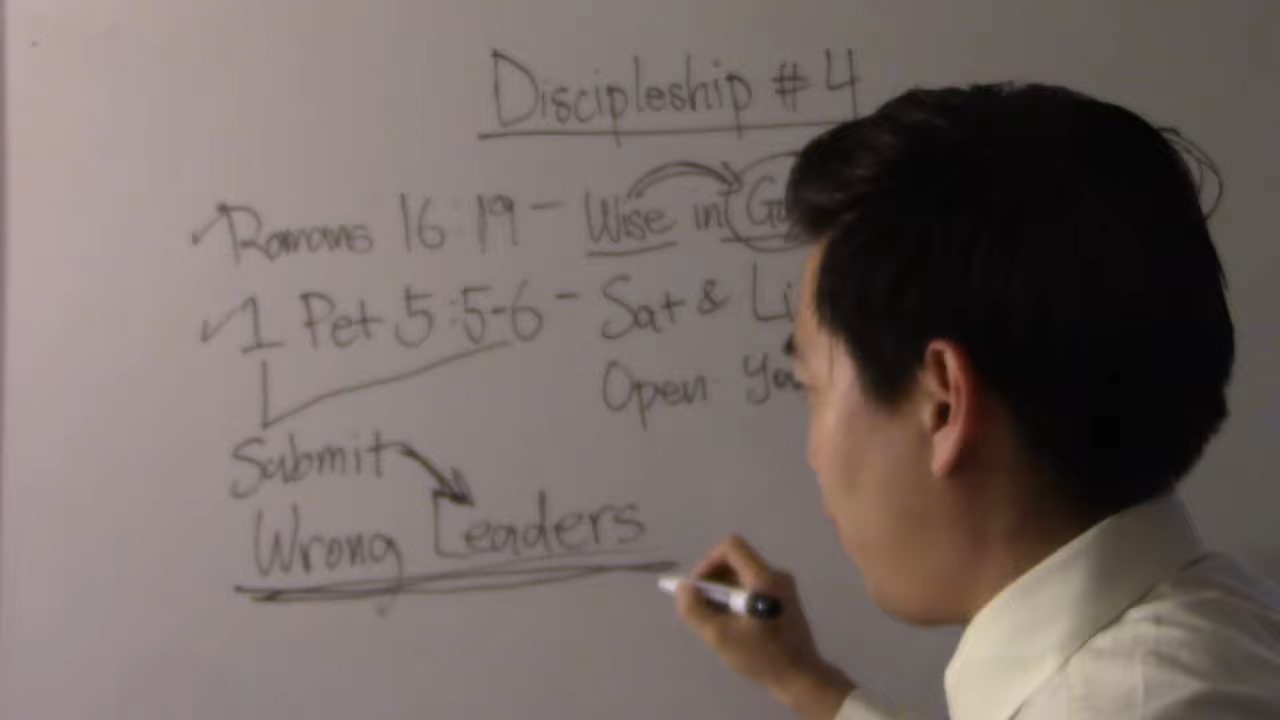 Discipleship #4
Romans 16:19 - Wise in
1 Pet 5:5-6 - Sat &
Open
Submit
Wrong Leaders